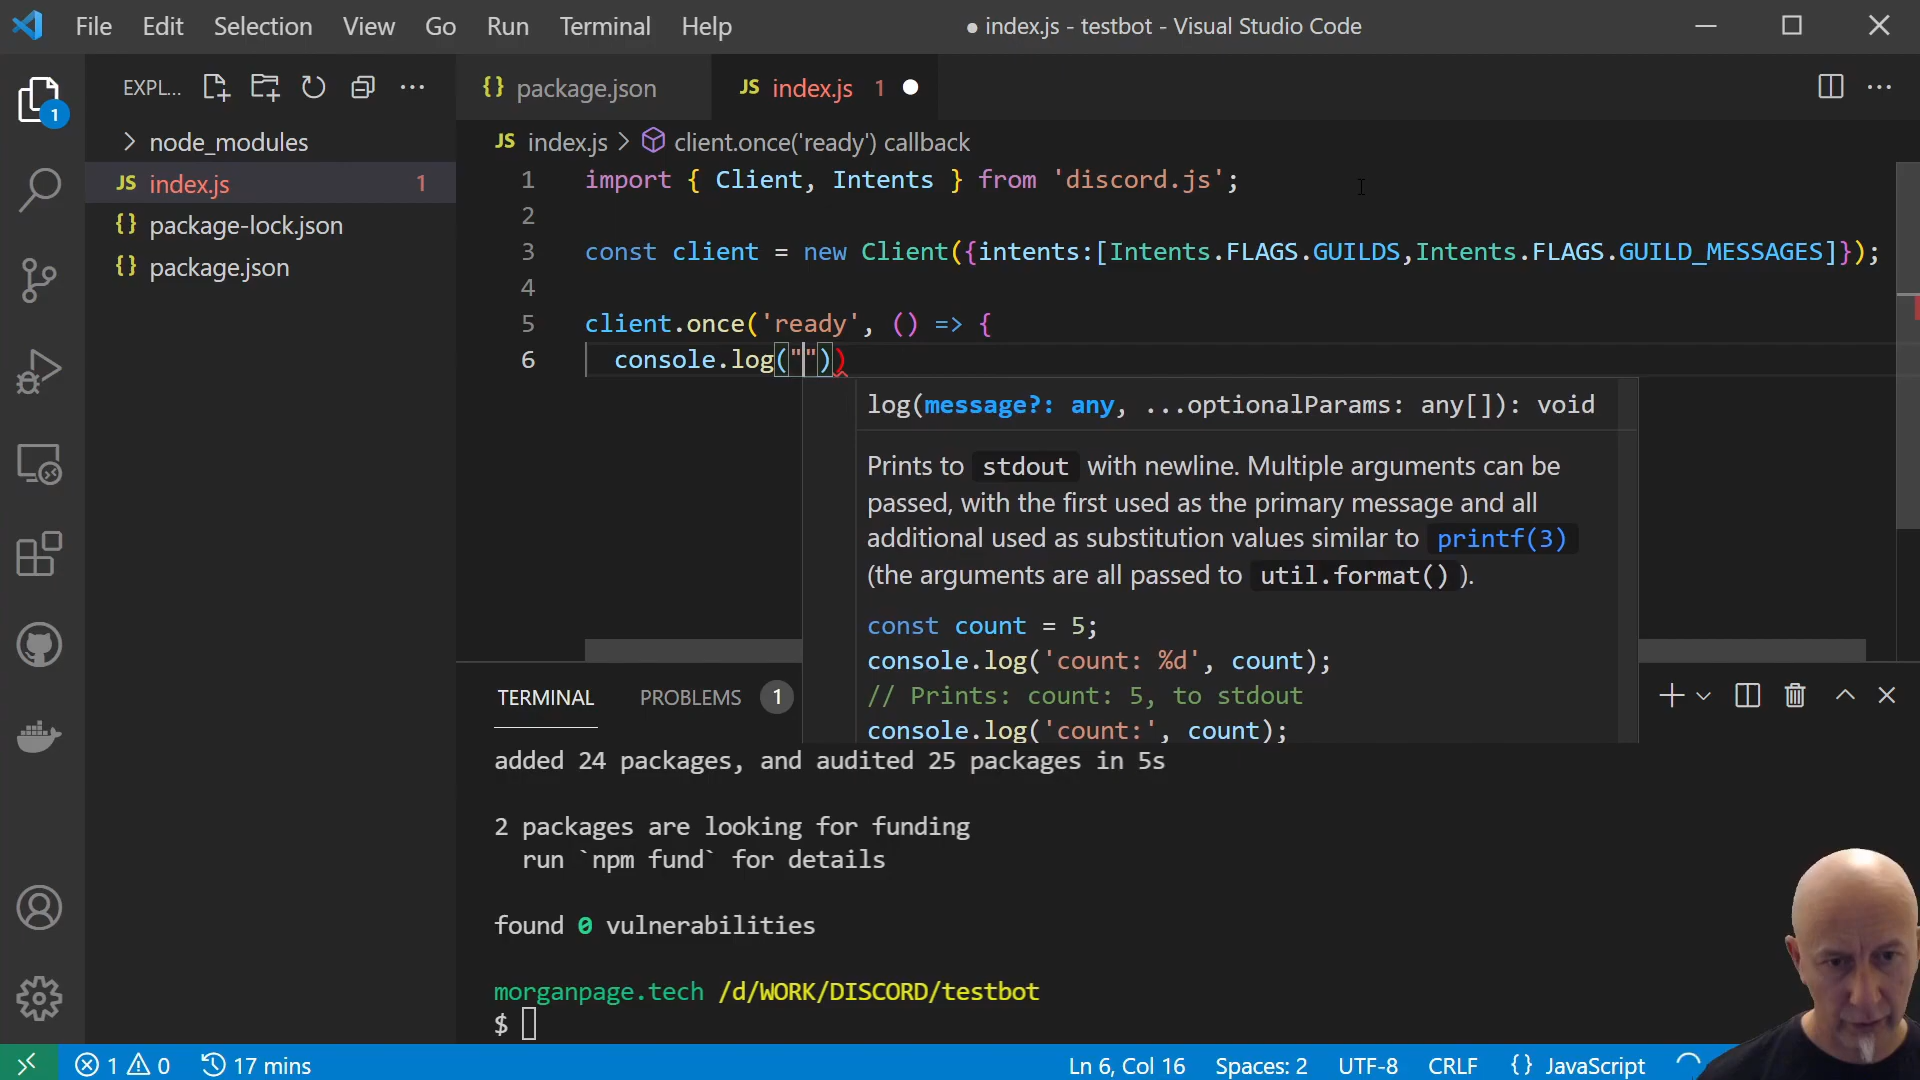 File Edit Selection View Go Run Terminal Help
● index.js - testbot - Visual Studio Code
EXPL...
{} package.json
JS index.js 1
1
node_modules
JS index.js 1
{} package-lock.json
{} package.json
JS index.js > client.once('ready') callback
1 import { Client, Intents } from 'discord.js';
2
3 const client = new Client({intents:[Intents.FLAGS.GUILDS,Intents.FLAGS.GUILD_MESSAGES]});
4
5 client.once('ready', () => {
6 console.log(""))
log(message?: any, ...optionalParams: any[]): void
Prints to stdout with newline. Multiple arguments can be
passed, with the first used as the primary message and all
additional used as substitution values similar to printf(3)
(the arguments are all passed to util.format() ).
const count = 5;
console.log('count: %d', count);
// Prints: count: 5, to stdout
console.log('count:', count);
TERMINAL PROBLEMS 1
added 24 packages, and audited 25 packages in 5s
2 packages are looking for funding
run `npm fund` for details
found 0 vulnerabilities
morganpage.tech /d/WORK/DISCORD/testbot
$
1 0 17 mins
Ln 6, Col 16 Spaces: 2 UTF-8 CRLF {} JavaScript